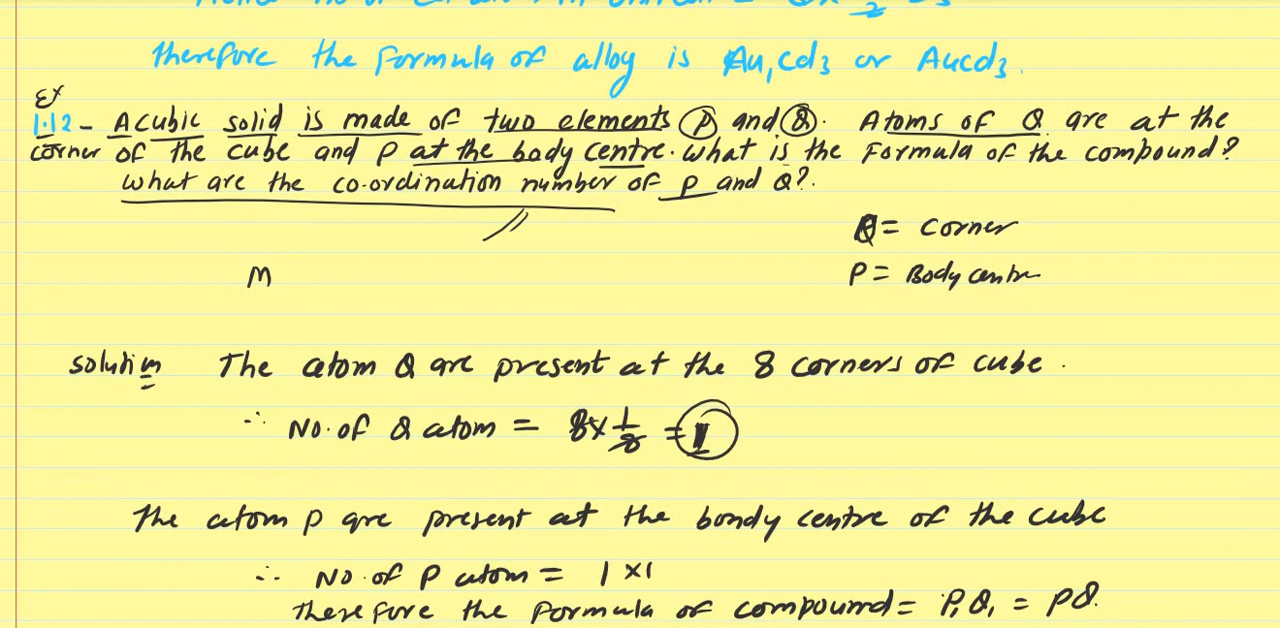 therefore the formula of alloy is Au1Cd3 or AuCd3.
Ex
1.12 - A cubic solid is made of two elements P and Q. Atoms of Q are at the
corner of the cube and P at the body centre. what is the Formula of the compound?
what are the co-ordination number of P and Q?.
Q = corner
M
P = Body centre
solution The atom Q are present at the 8 corners of cube.
∴ No. of Q atom = 8 × 1/8 = 1
The atom P are present at the bondy centre of the cube
∴ No. of P atom = 1 × 1
Therefore the Formula of compound = P1Q1 = PQ.